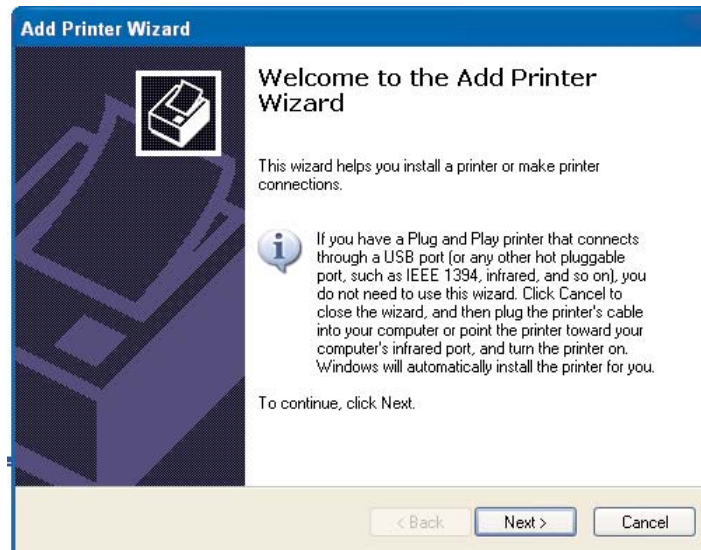 Add Printer Wizard
Welcome to the Add Printer
Wizard
This wizard helps you install a printer or make printer
connections.
If you have a Plug and Play printer that connects
through a USB port (or any other hot pluggable
port, such as IEEE 1394, infrared, and so on), you
do not need to use this wizard. Click Cancel to
close the wizard, and then plug the printer's cable
into your computer or point the printer toward your
computer's infrared port, and turn the printer on.
Windows will automatically install the printer for you.
To continue, click Next.
< Back Next > Cancel